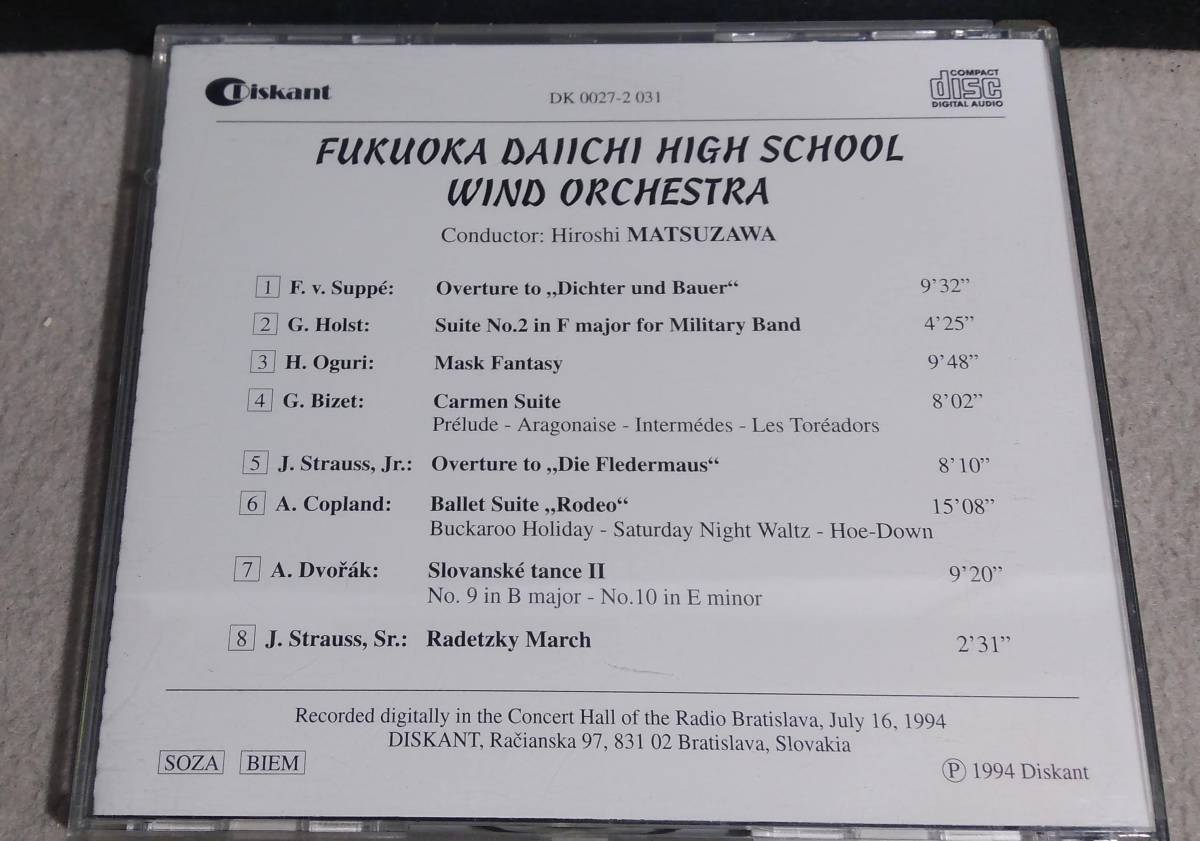 Diskant DK 0027-2 031 COMPACT disc DIGITAL AUDIO
FUKUOKA DAIICHI HIGH SCHOOL
WIND ORCHESTRA
Conductor: Hiroshi MATSUZAWA
1 F. v. Suppé: Overture to „Dichter und Bauer“ 9’32”
2 G. Holst: Suite No.2 in F major for Military Band 4’25”
3 H. Oguri: Mask Fantasy 9’48”
4 G. Bizet: Carmen Suite 8’02”
Prélude - Aragonaise - Intermédes - Les Toréadors
5 J. Strauss, Jr.: Overture to „Die Fledermaus“ 8’10”
6 A. Copland: Ballet Suite „Rodeo“ 15’08”
Buckaroo Holiday - Saturday Night Waltz - Hoe-Down
7 A. Dvořák: Slovanské tance II 9’20”
No. 9 in B major - No.10 in E minor
8 J. Strauss, Sr.: Radetzky March 2’31”
Recorded digitally in the Concert Hall of the Radio Bratislava, July 16, 1994
DISKANT, Račianska 97, 831 02 Bratislava, Slovakia
SOZA BIEM ℗ 1994 Diskant